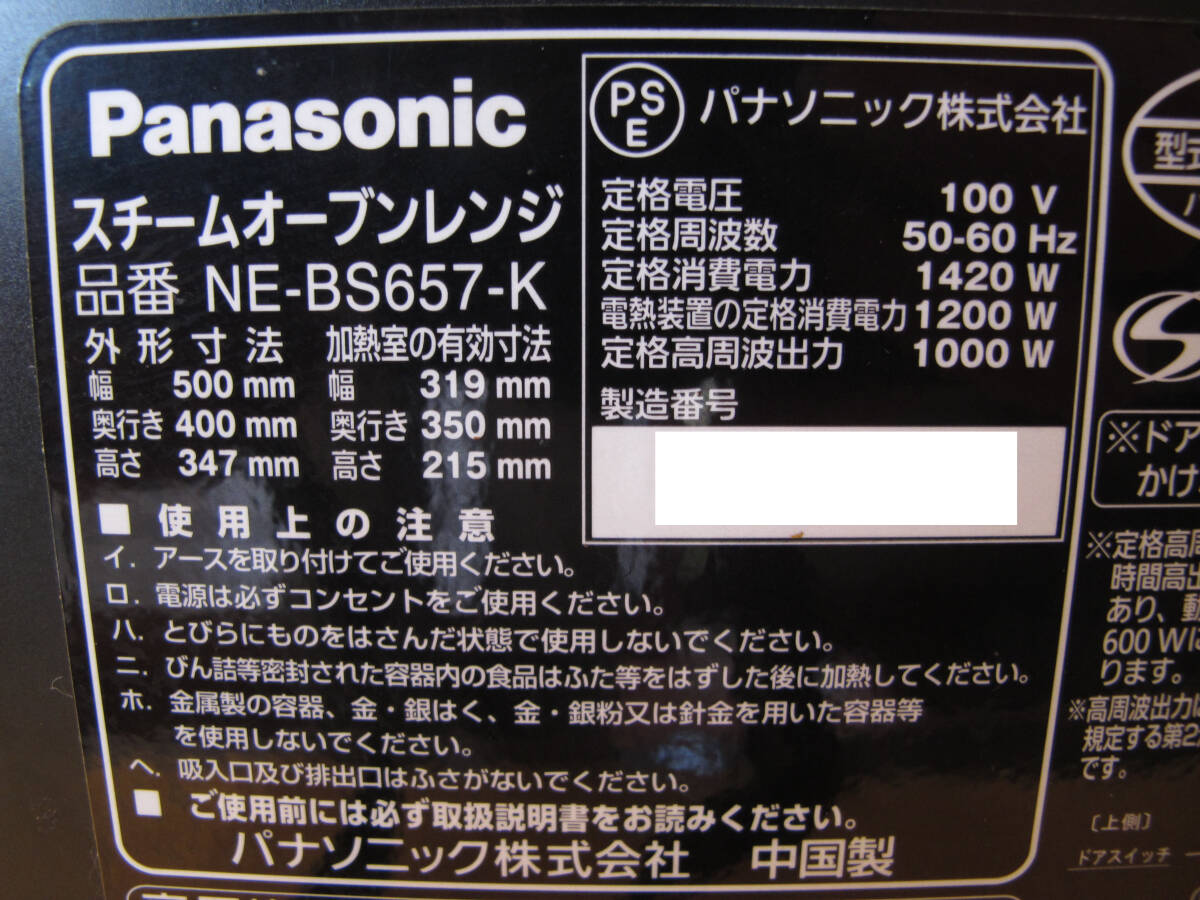 Panasonic
スチームオーブンレンジ
品番 NE-BS657-K
外形寸法 加熱室の有効寸法
幅 500 mm 幅 319 mm
奥行き 400 mm 奥行き 350 mm
高さ 347 mm 高さ 215 mm
PSE パナソニック株式会社
定格電圧 100 V
定格周波数 50-60 Hz
定格消費電力 1420 W
電熱装置の定格消費電力 1200 W
定格高周波出力 1000 W
製造番号
■ 使用上の注意
イ. アースを取り付けてご使用ください。
ロ. 電源は必ずコンセントをご使用ください。
ハ. とびらにものをはさんだ状態で使用しないでください。
ニ. びん詰等密封された容器内の食品はふた等をはずした後に加熱してください。
ホ. 金属製の容器、金・銀はく、金・銀粉又は針金を用いた容器等
を使用しないでください。
ヘ. 吸入口及び排出口はふさがないでください。
■ ご使用前には必ず取扱説明書をお読みください。
パナソニック株式会社 中国製
型式
※ドア
かけ
※定格高周
時間高出
あり、動
600 Wに
ります。
※高周波出力
規定する第2
です。
〔上側〕
ドアスイッチ